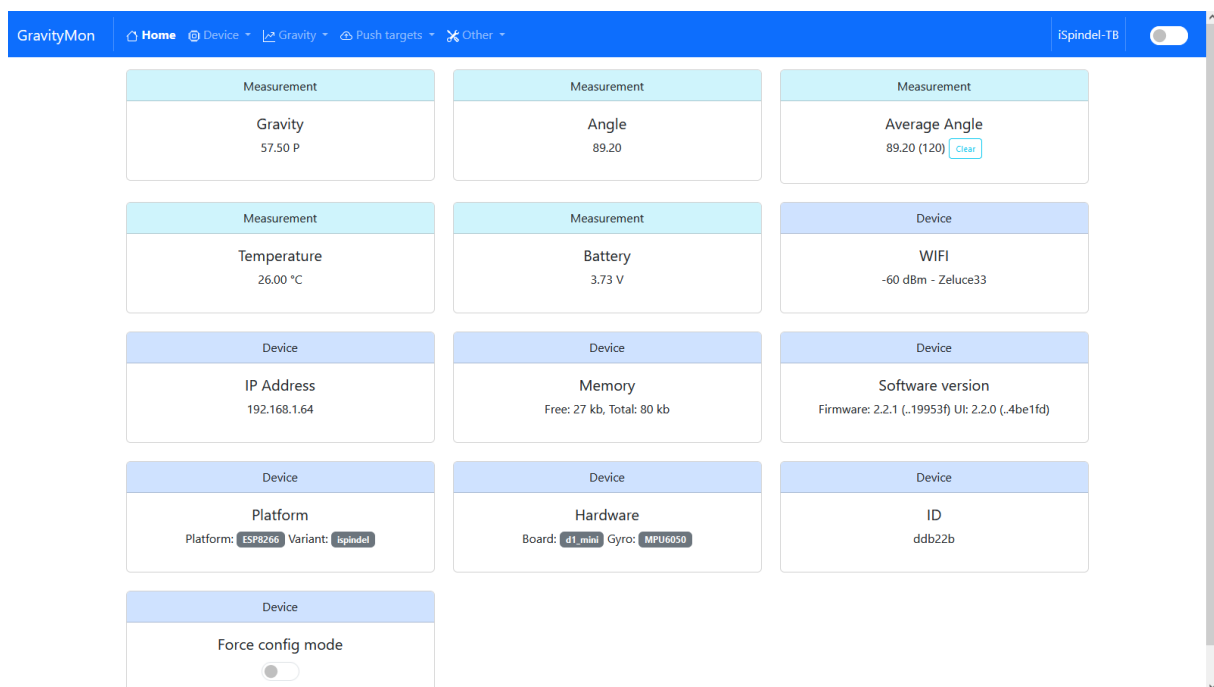 GravityMon Home Device Gravity Push targets Other iSpindel-TB
Measurement
Gravity
57.50 P
Measurement
Angle
89.20
Measurement
Average Angle
89.20 (120) Clear
Measurement
Temperature
26.00 °C
Measurement
Battery
3.73 V
Device
WIFI
-60 dBm - Zeluce33
Device
IP Address
192.168.1.64
Device
Memory
Free: 27 kb, Total: 80 kb
Device
Software version
Firmware: 2.2.1 (..19953f) UI: 2.2.0 (..4be1fd)
Device
Platform
Platform: ESP8266 Variant: ispindel
Device
Hardware
Board: d1_mini Gyro: MPU6050
Device
ID
ddb22b
Device
Force config mode